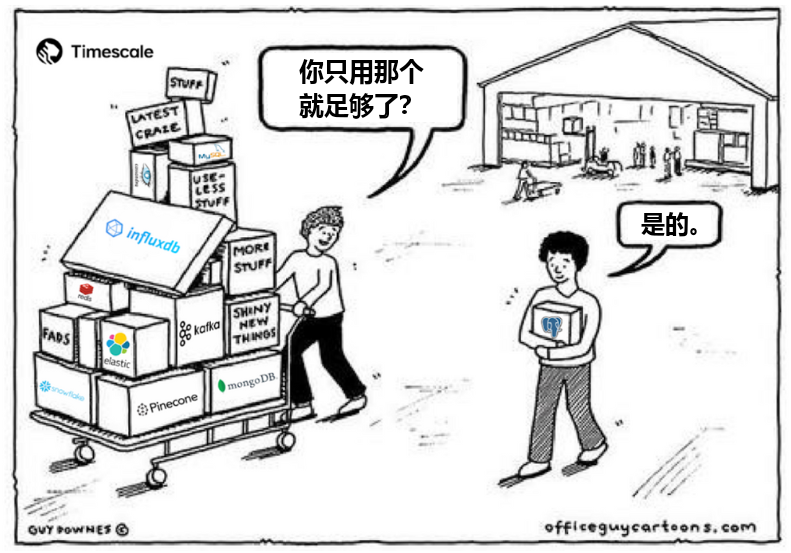 Timescale
你只用那个
就足够了？
是的。
STUFF
LATEST
CRAZE
MySQL
USE-
LESS
STUFF
influxdb
MORE
STUFF
redis
kafka
SHINY
NEW
THINGS
FADS
elastic
snowflake
Pinecone
mongoDB.
GUY DOWNES ©
officeguycartoons.com